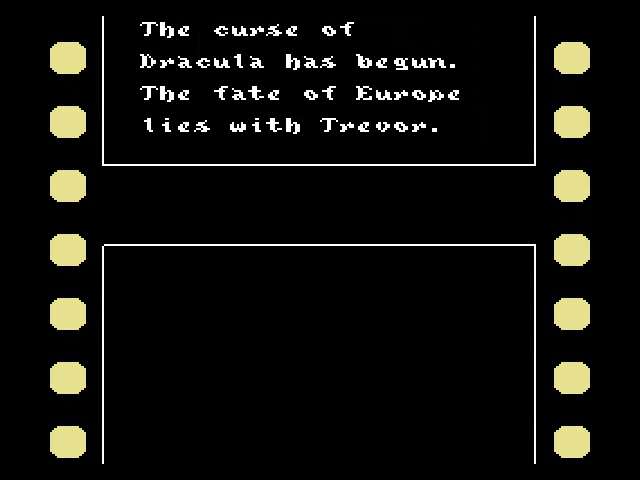 The curse of
Dracula has begun.
The fate of Europe
lies with Trevor.